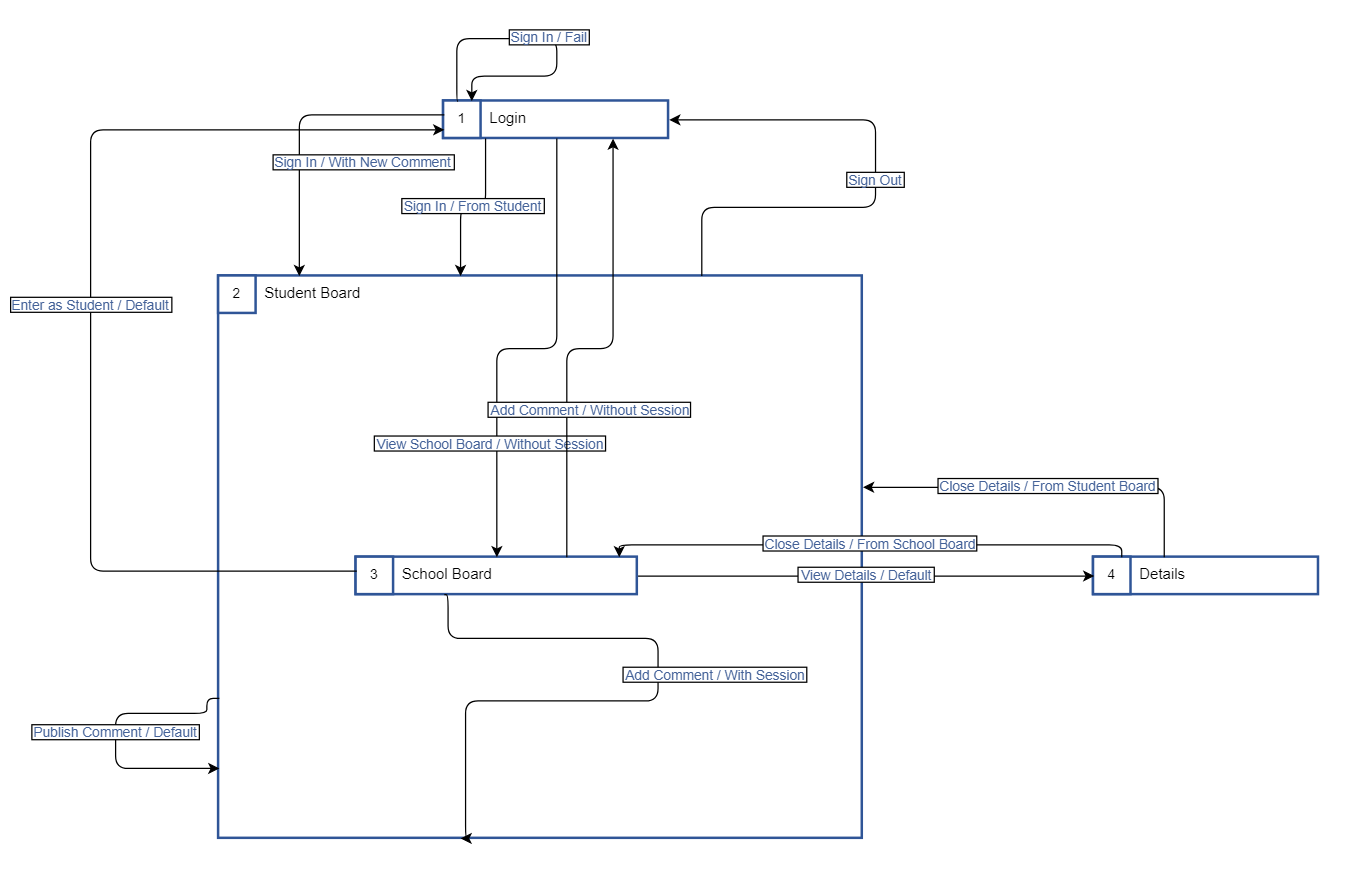 Sign In / Fail
1 Login
Sign In / With New Comment
Sign Out
Sign In / From Student
2 Student Board
Enter as Student / Default
Add Comment / Without Session
View School Board / Without Session
Close Details / From Student Board
Close Details / From School Board
3 School Board
View Details / Default
4 Details
Add Comment / With Session
Publish Comment / Default